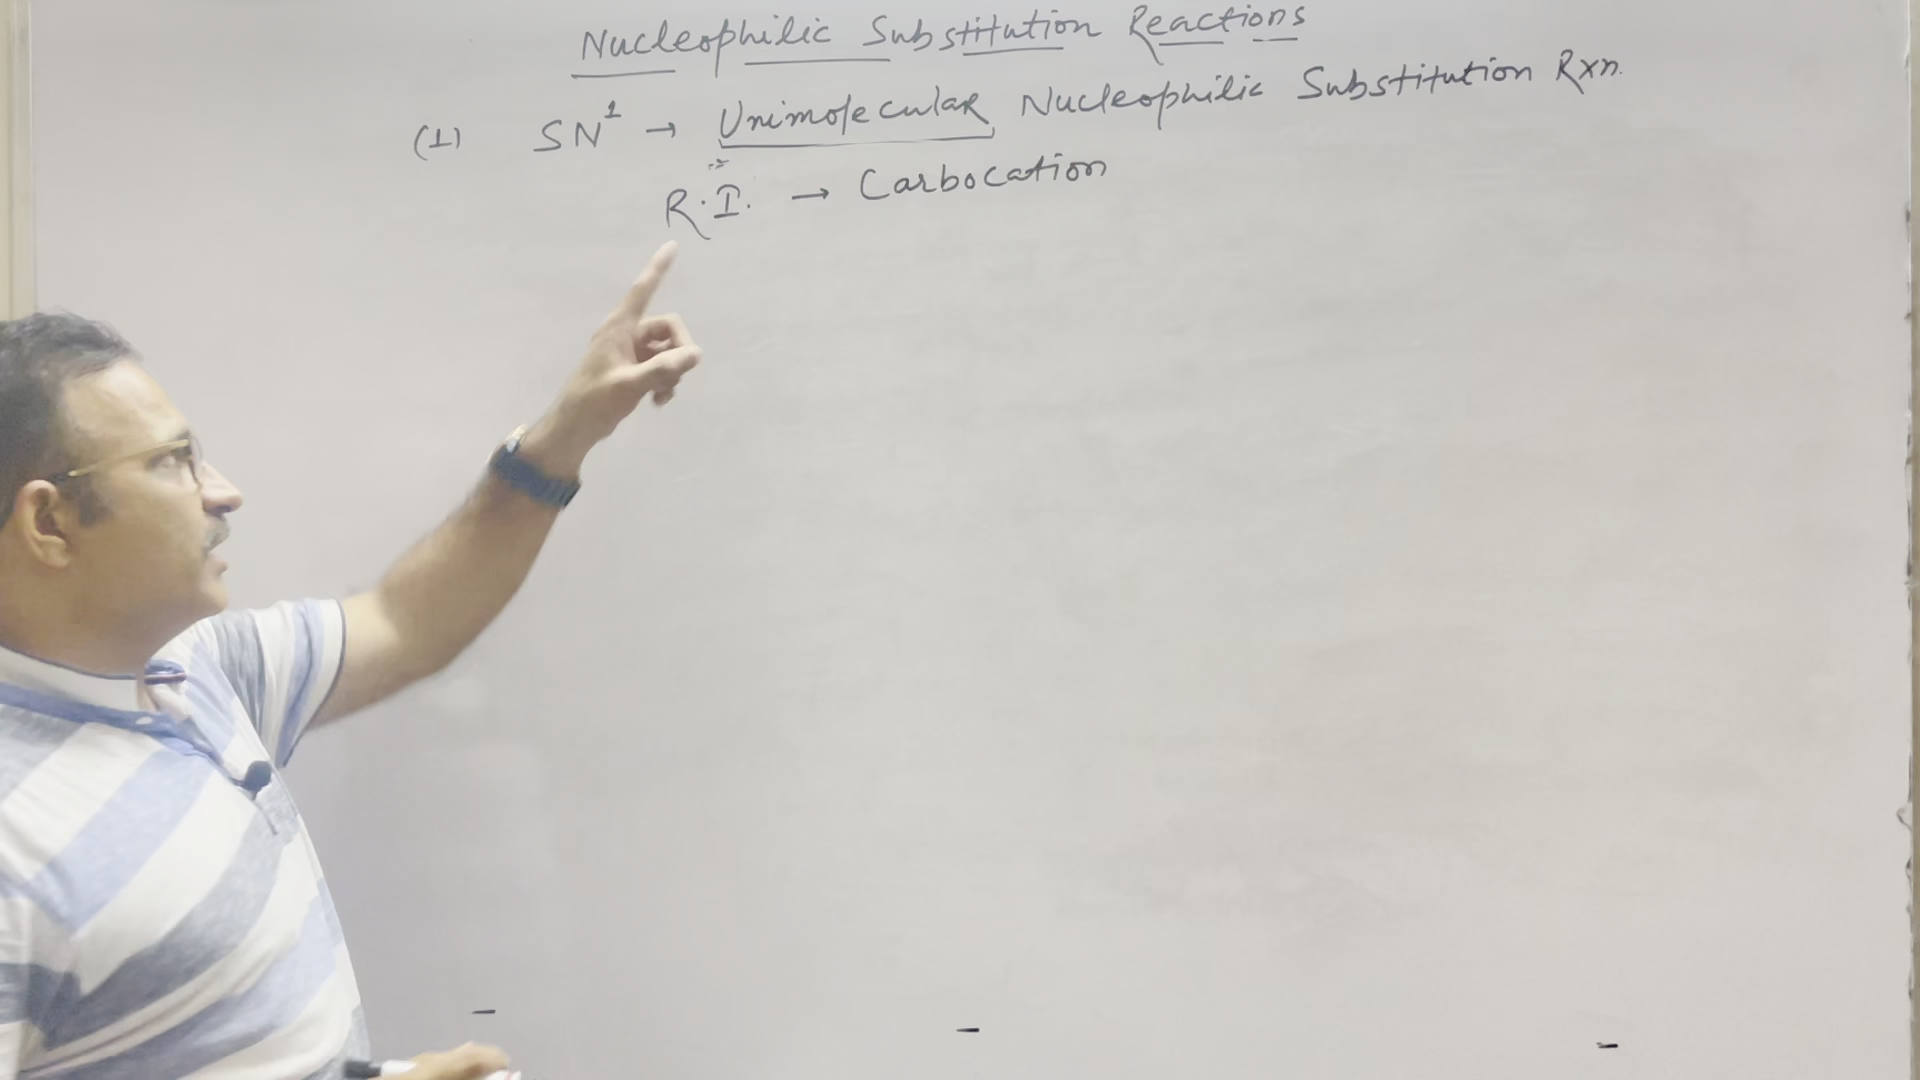 Nucleophilic Substitution Reactions
(1) SN¹ → Unimolecular Nucleophilic Substitution Rxn.
R.I. → Carbocation